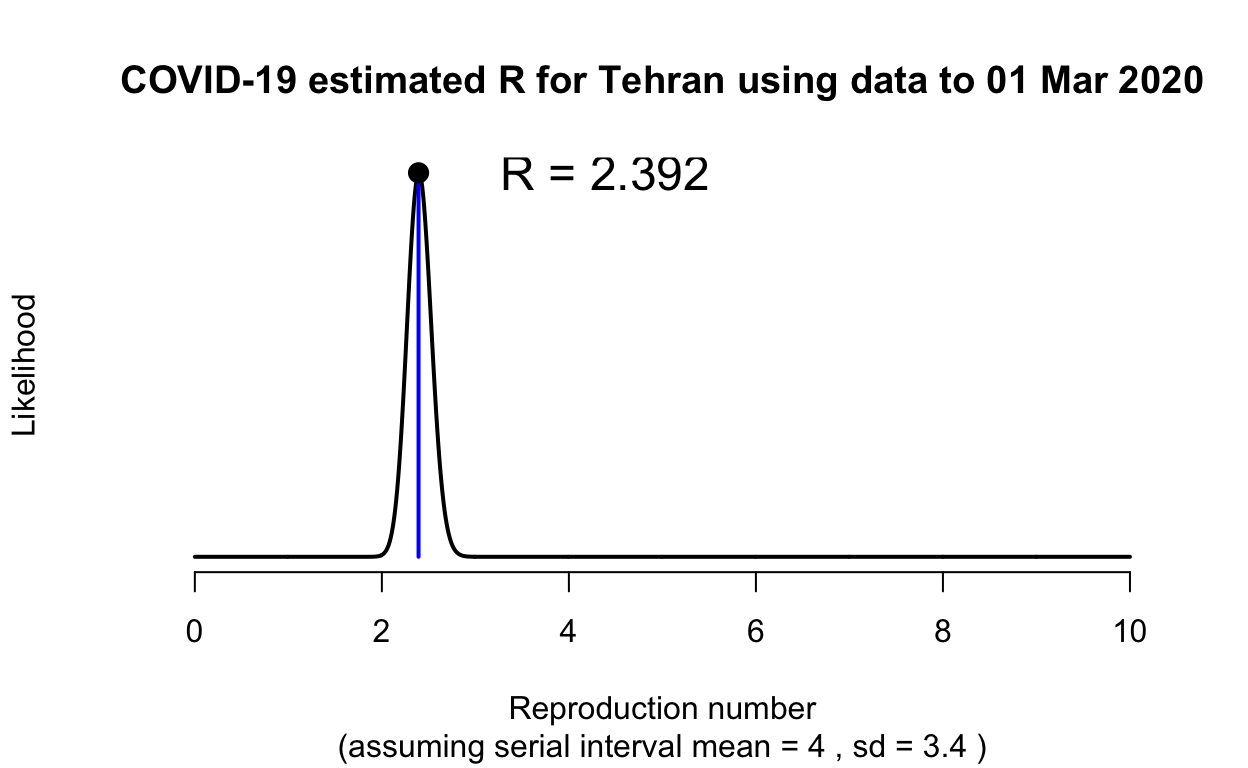 COVID-19 estimated R for Tehran using data to 01 Mar 2020
R = 2.392
Likelihood
0 2 4 6 8 10
Reproduction number
(assuming serial interval mean = 4 , sd = 3.4 )